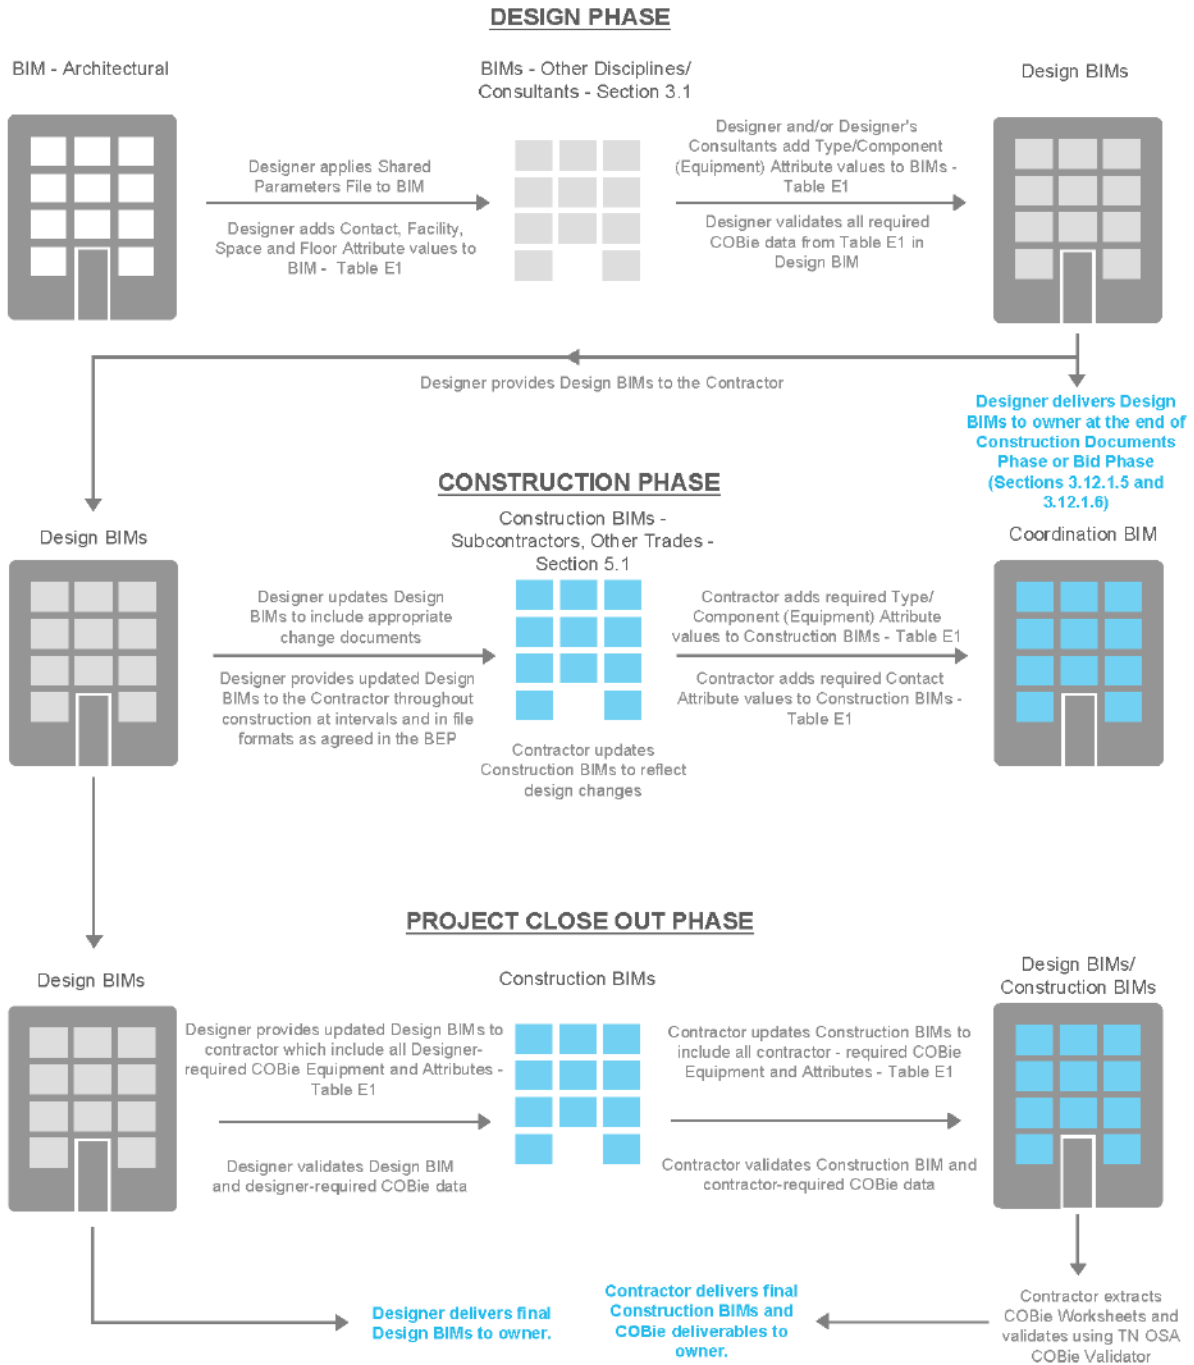 DESIGN PHASE
BIM - Architectural
BIMs - Other Disciplines/
Consultants - Section 3.1
Design BIMs
Designer applies Shared
Parameters File to BIM
Designer adds Contact, Facility,
Space and Floor Attribute values to
BIM - Table E1
Designer and/or Designer's
Consultants add Type/Component
(Equipment) Attribute values to BIMs -
Table E1
Designer validates all required
COBie data from Table E1 in
Design BIM
Designer provides Design BIMs to the Contractor
Designer delivers Design
BIMs to owner at the end of
Construction Documents
Phase or Bid Phase
(Sections 3.12.1.5 and
3.12.1.6)
CONSTRUCTION PHASE
Design BIMs
Construction BIMs -
Subcontractors, Other Trades -
Section 5.1
Coordination BIM
Designer updates Design
BIMs to include appropriate
change documents
Designer provides updated Design
BIMs to the Contractor throughout
construction at intervals and in file
formats as agreed in the BEP
Contractor updates
Construction BIMs to reflect
design changes
Contractor adds required Type/
Component (Equipment) Attribute
values to Construction BIMs - Table E1
Contractor adds required Contact
Attribute values to Construction BIMs -
Table E1
PROJECT CLOSE OUT PHASE
Design BIMs
Construction BIMs
Design BIMs/
Construction BIMs
Designer provides updated Design BIMs to
contractor which include all Designer-
required COBie Equipment and Attributes -
Table E1
Designer validates Design BIM
and designer-required COBie data
Contractor updates Construction BIMs to
include all contractor - required COBie
Equipment and Attributes - Table E1
Contractor validates Construction BIM and
contractor-required COBie data
Designer delivers final
Design BIMs to owner.
Contractor delivers final
Construction BIMs and
COBie deliverables to
owner.
Contractor extracts
COBie Worksheets and
validates using TN OSA
COBie Validator